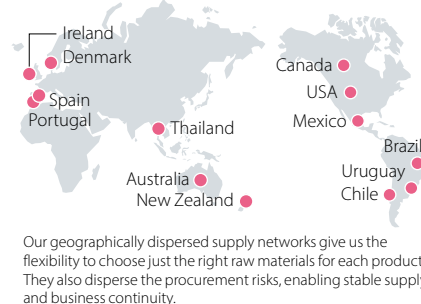 Ireland
Denmark
Spain
Portugal
Thailand
Australia
New Zealand
Canada
USA
Mexico
Brazil
Uruguay
Chile
Our geographically dispersed supply networks give us the
flexibility to choose just the right raw materials for each product
They also disperse the procurement risks, enabling stable supply
and business continuity.